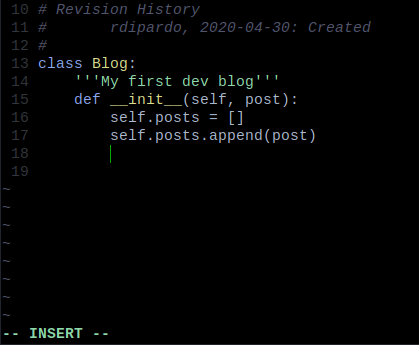 10 # Revision History
11 #       rdipardo, 2020-04-30: Created
12 #
13 class Blog:
14     '''My first dev blog'''
15     def __init__(self, post):
16         self.posts = []
17         self.posts.append(post)
18
19
~
~
~
~
~
~
~
~
-- INSERT --